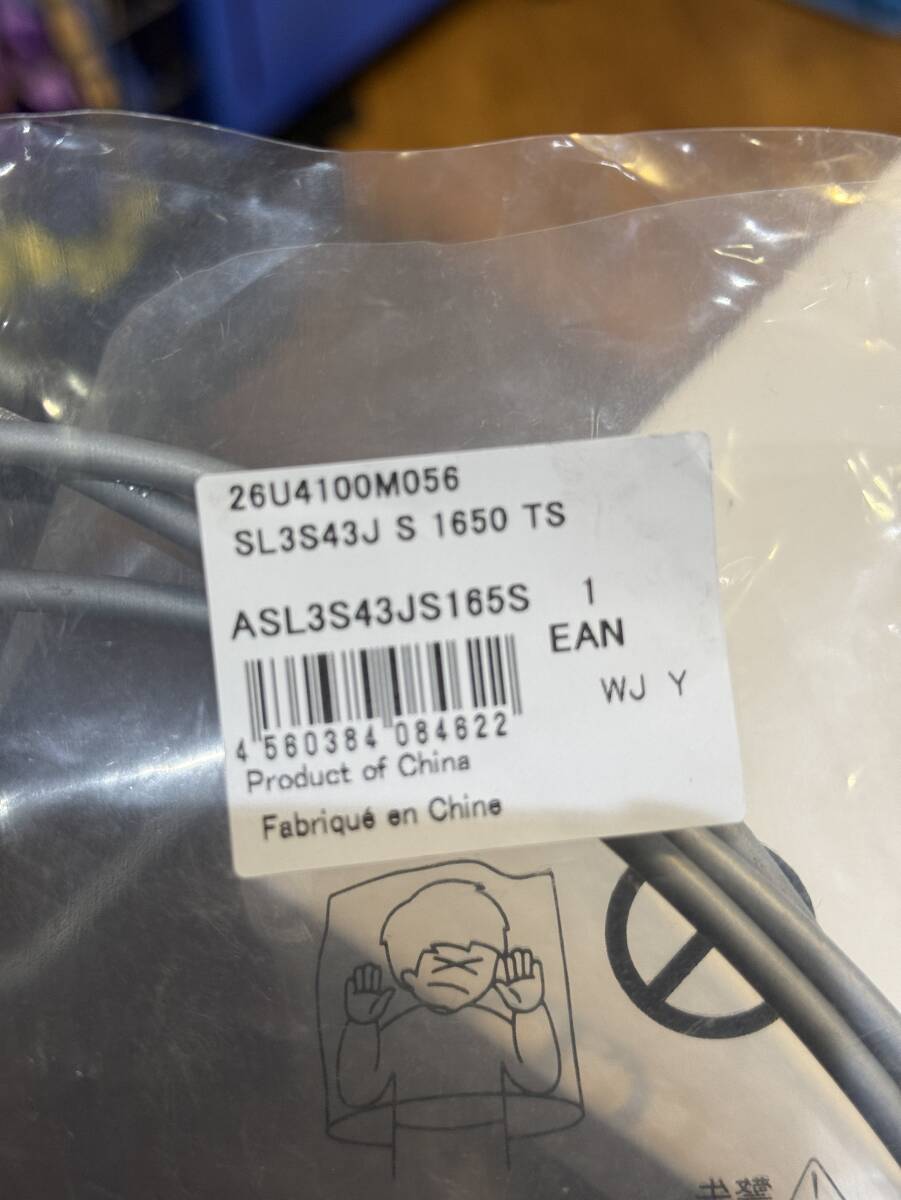 26U4100M056
SL3S43J S 1650 TS
ASL3S43JS165S 1
EAN
WJ Y
4 560384 084622
Product of China
Fabriqué en Chine